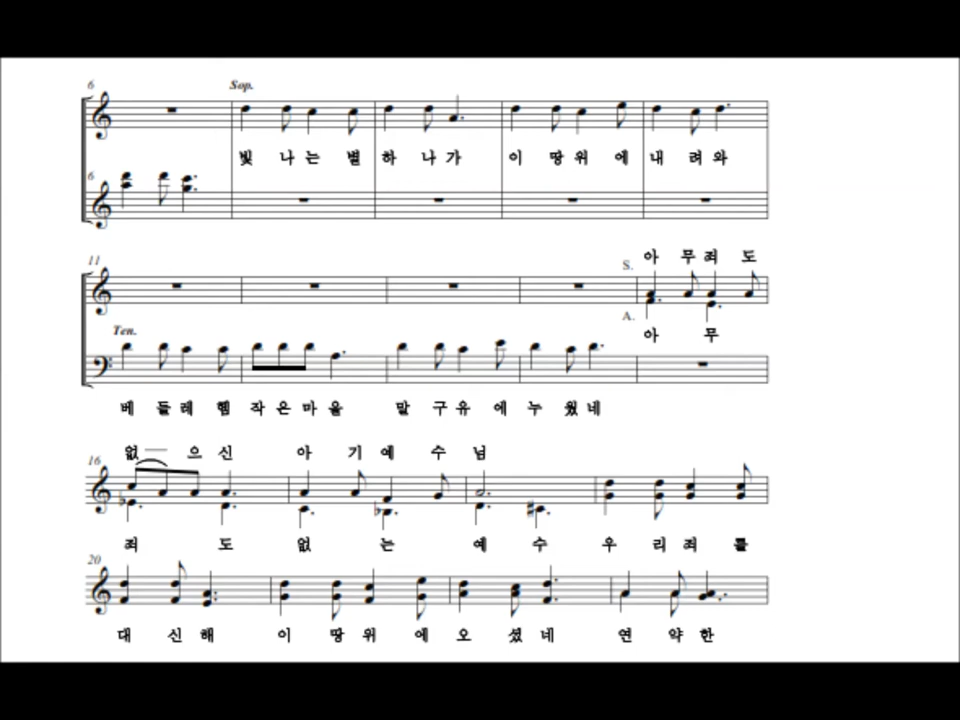 6
Sop.
빛 나 는 별 하 나 가 이 땅 위 에 내 려 와
6
11
S. 아 무 죄 도
A. 아 무
Ten.
베 들 레 헴 작 은 마 을 말 구 유 에 누 웠 네
없 으 신 아 기 예 수 님
16
죄 도 없 는 예 수 우 리 죄 를
20
대 신 해 이 땅 위 에 오 셨 네 연 약 한